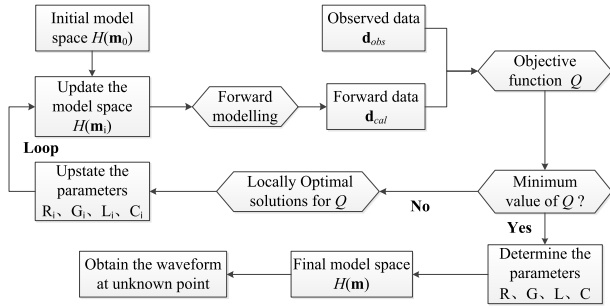 Initial model
space H(m₀)
Observed data
d_obs
Objective
function Q
Update the
model space
H(mᵢ)
Forward
modelling
Forward data
d_cal
Loop
Upstate the
parameters
Rᵢ、Gᵢ、Lᵢ、Cᵢ
Locally Optimal
solutions for Q
No
Minimum
value of Q ?
Yes
Obtain the waveform
at unknown point
Final model space
H(m)
Determine the
parameters
R、G、L、C